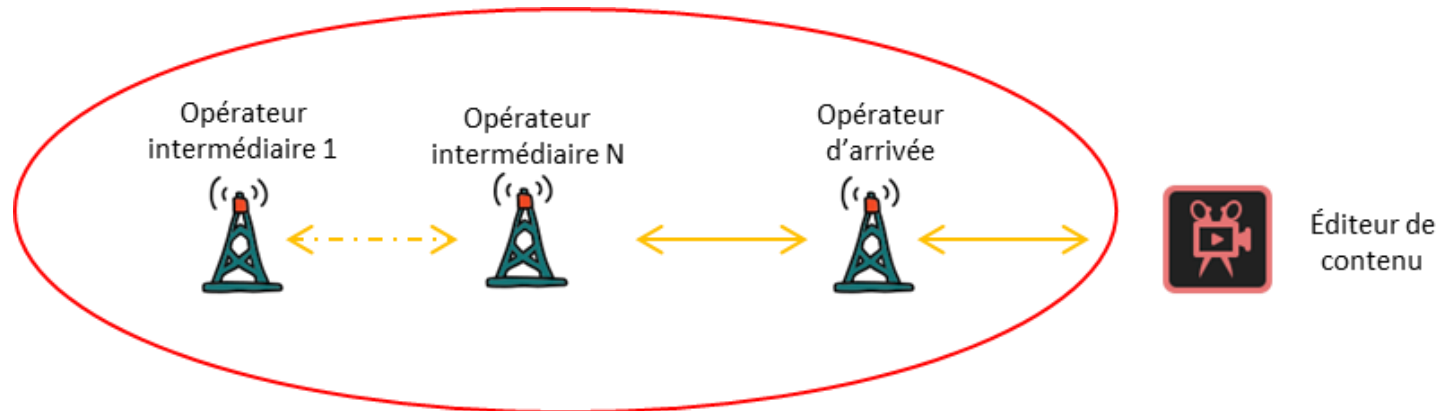 Opérateur
intermédiaire 1
Opérateur
intermédiaire N
Opérateur
d’arrivée
Éditeur de
contenu